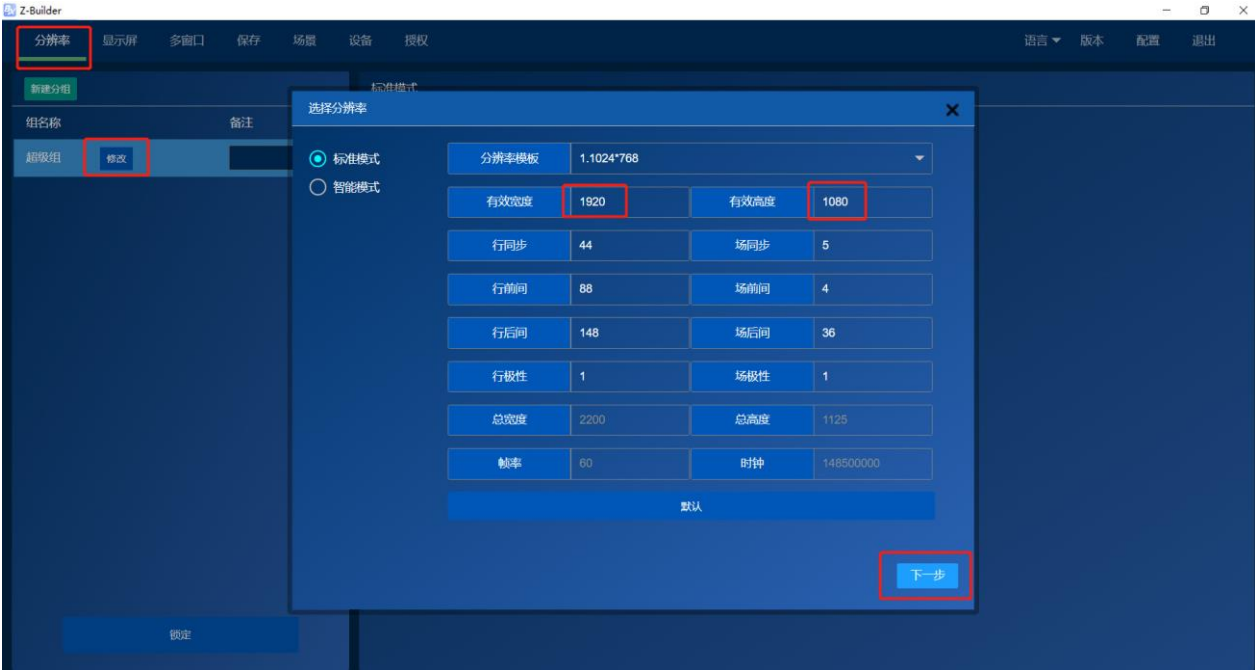 Z-Builder
分辨率 显示屏 多窗口 保存 场景 设备 授权 语言 版本 配置 退出
新建分组 标准模式
组名称 备注
超级组 修改
选择分辨率
标准模式
智能模式
分辨率模板 1.1024*768
有效宽度 1920 有效高度 1080
行同步 44 场同步 5
行前间 88 场前间 4
行后间 148 场后间 36
行极性 1 场极性 1
总宽度 2200 总高度 1125
帧率 60 时钟 148500000
默认
下一步
锁定